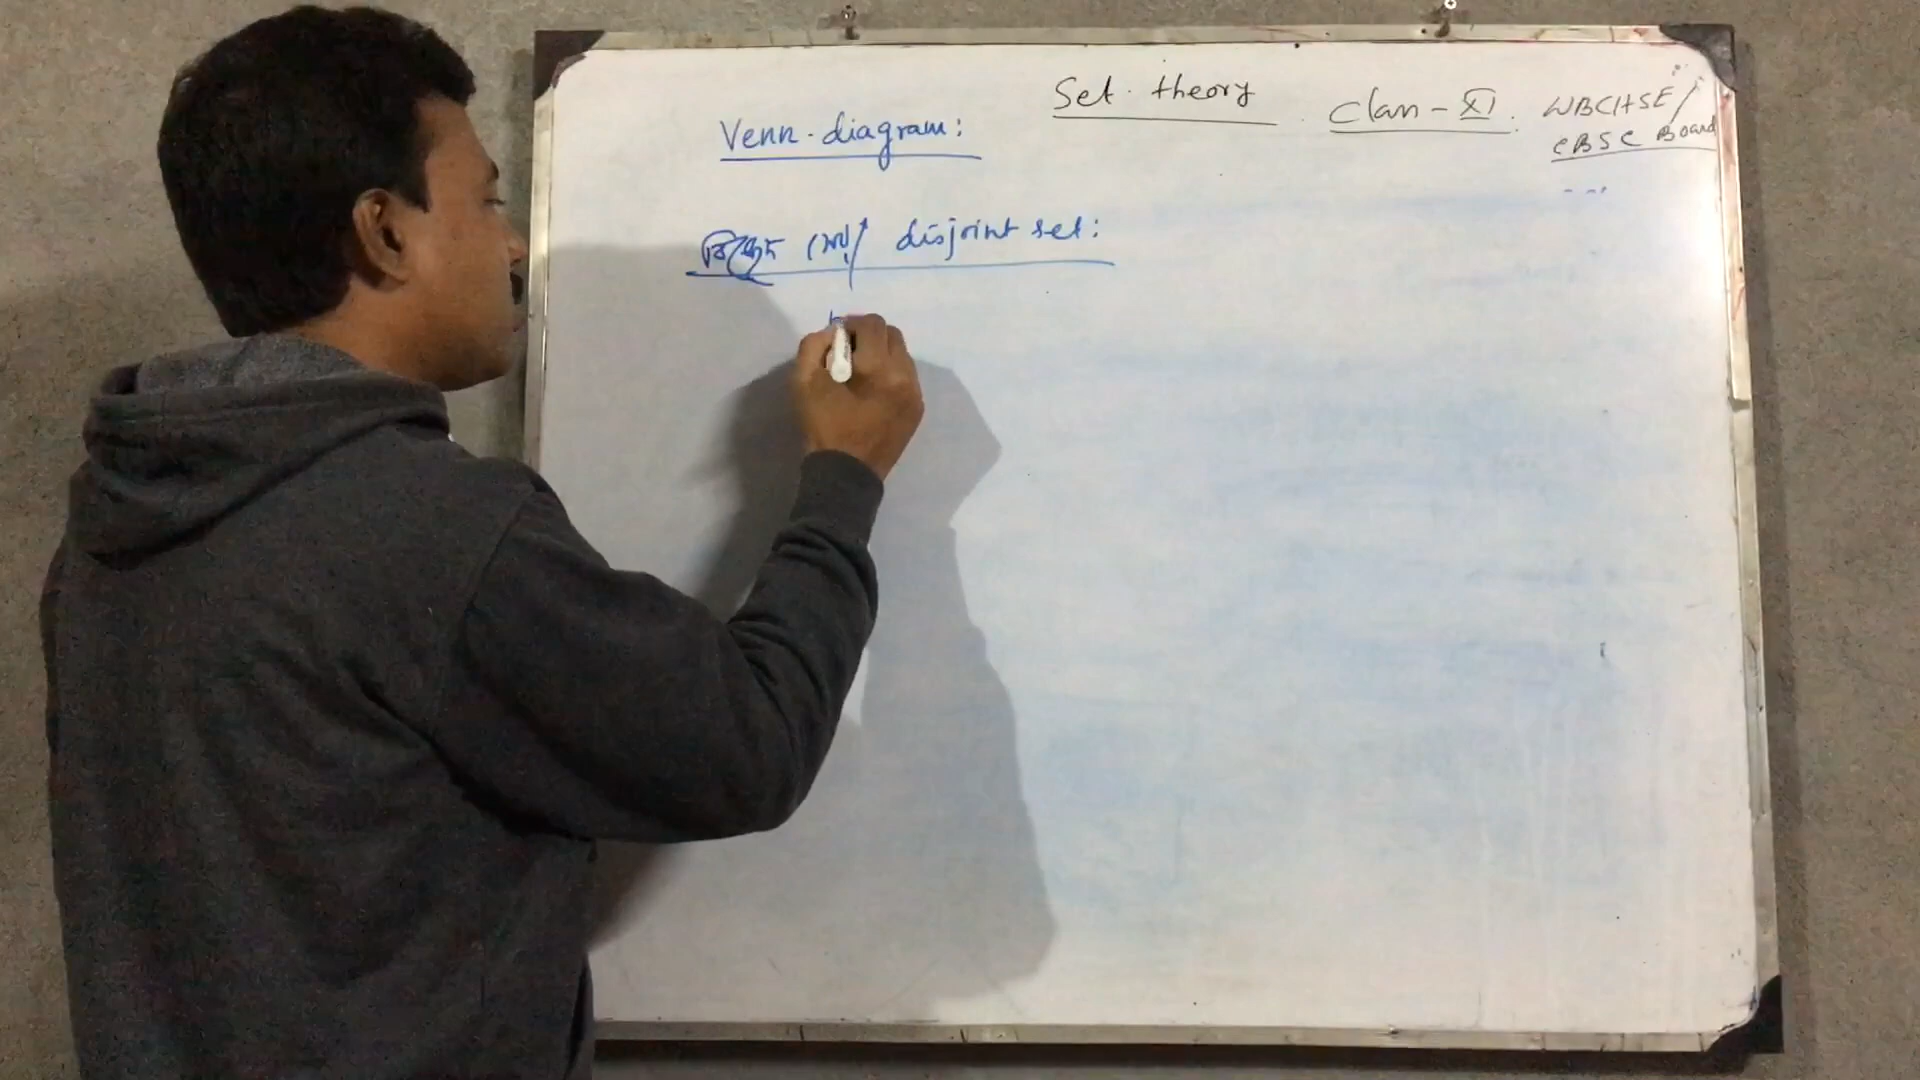 Set theory
Class-XI. WBCHSE/
CBSC Board
Venn-diagram:
বিচ্ছেদ সেট/ disjoint set: